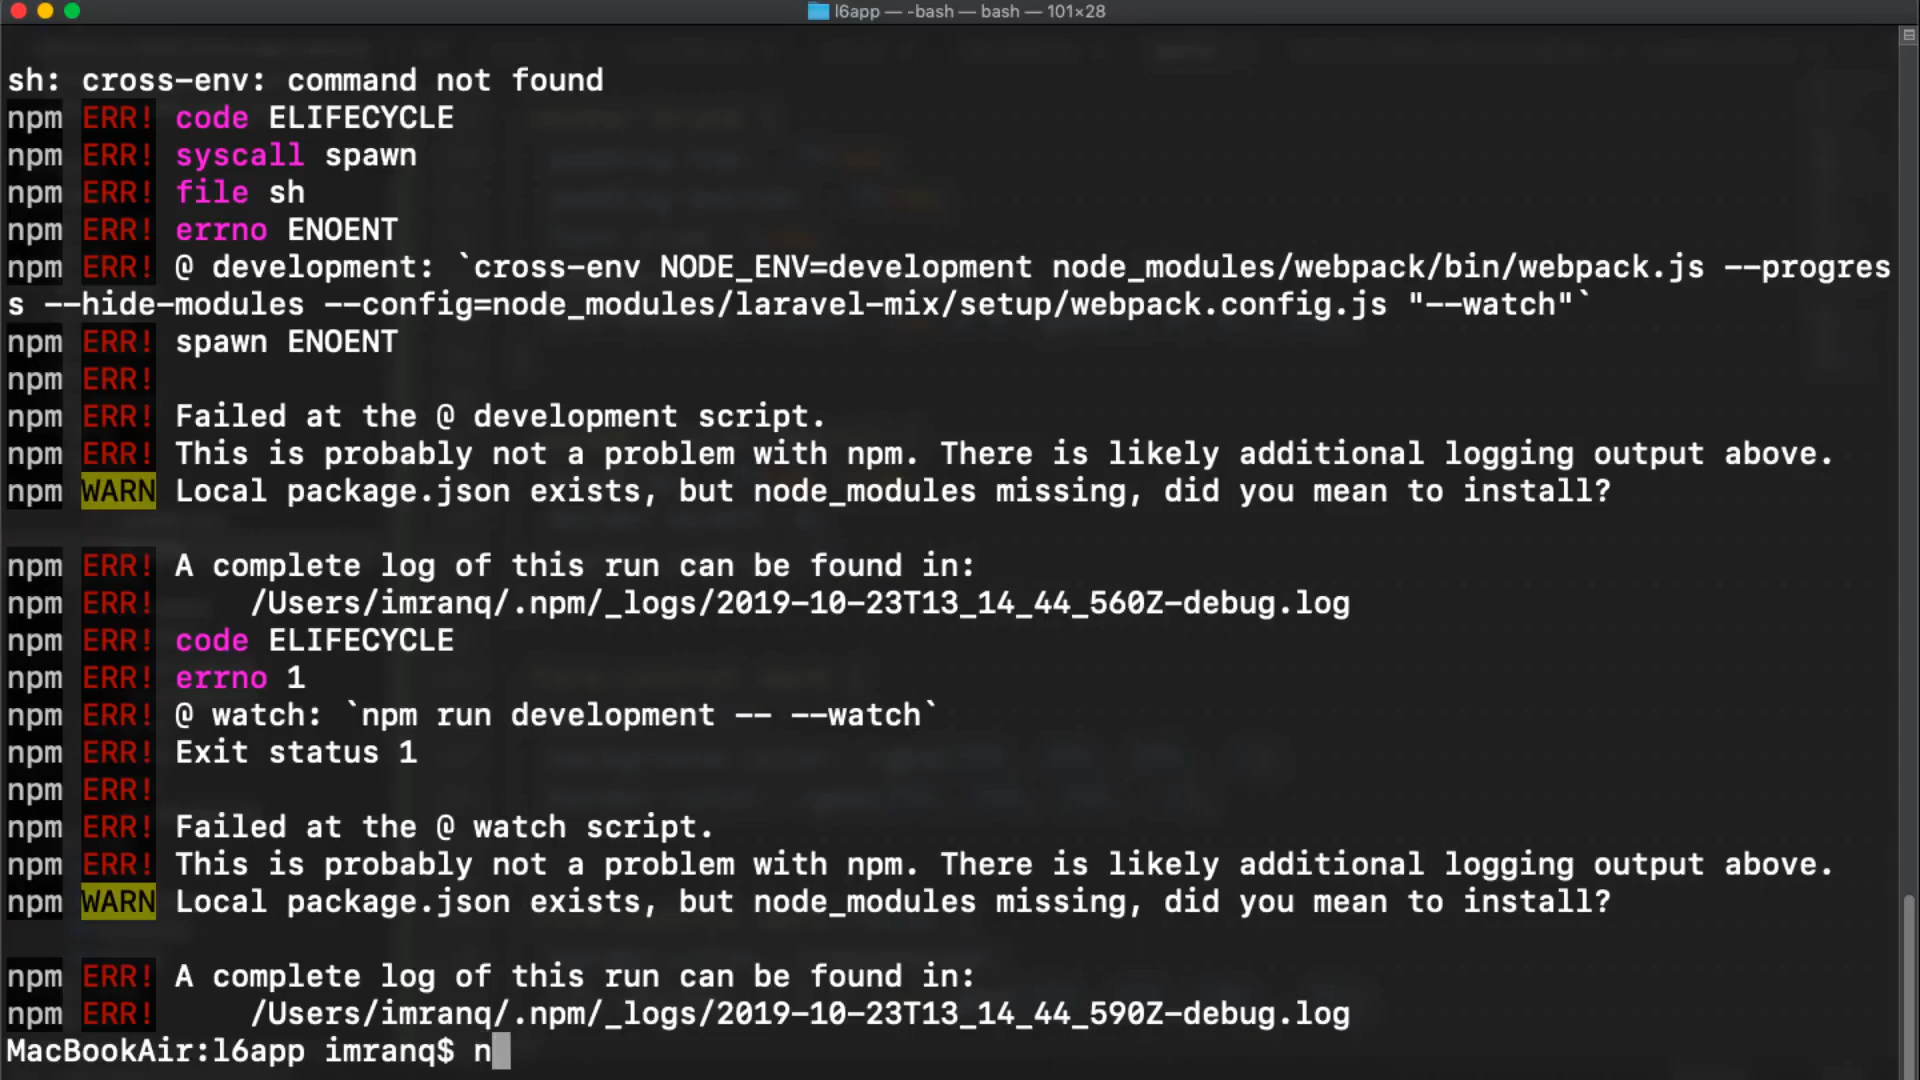 l6app — -bash — bash — 101×28
sh: cross-env: command not found
npm ERR! code ELIFECYCLE
npm ERR! syscall spawn
npm ERR! file sh
npm ERR! errno ENOENT
npm ERR! @ development: `cross-env NODE_ENV=development node_modules/webpack/bin/webpack.js --progres
s --hide-modules --config=node_modules/laravel-mix/setup/webpack.config.js "--watch"`
npm ERR! spawn ENOENT
npm ERR!
npm ERR! Failed at the @ development script.
npm ERR! This is probably not a problem with npm. There is likely additional logging output above.
npm WARN Local package.json exists, but node_modules missing, did you mean to install?
npm ERR! A complete log of this run can be found in:
npm ERR!     /Users/imranq/.npm/_logs/2019-10-23T13_14_44_560Z-debug.log
npm ERR! code ELIFECYCLE
npm ERR! errno 1
npm ERR! @ watch: `npm run development -- --watch`
npm ERR! Exit status 1
npm ERR!
npm ERR! Failed at the @ watch script.
npm ERR! This is probably not a problem with npm. There is likely additional logging output above.
npm WARN Local package.json exists, but node_modules missing, did you mean to install?
npm ERR! A complete log of this run can be found in:
npm ERR!     /Users/imranq/.npm/_logs/2019-10-23T13_14_44_590Z-debug.log
MacBookAir:l6app imranq$ n